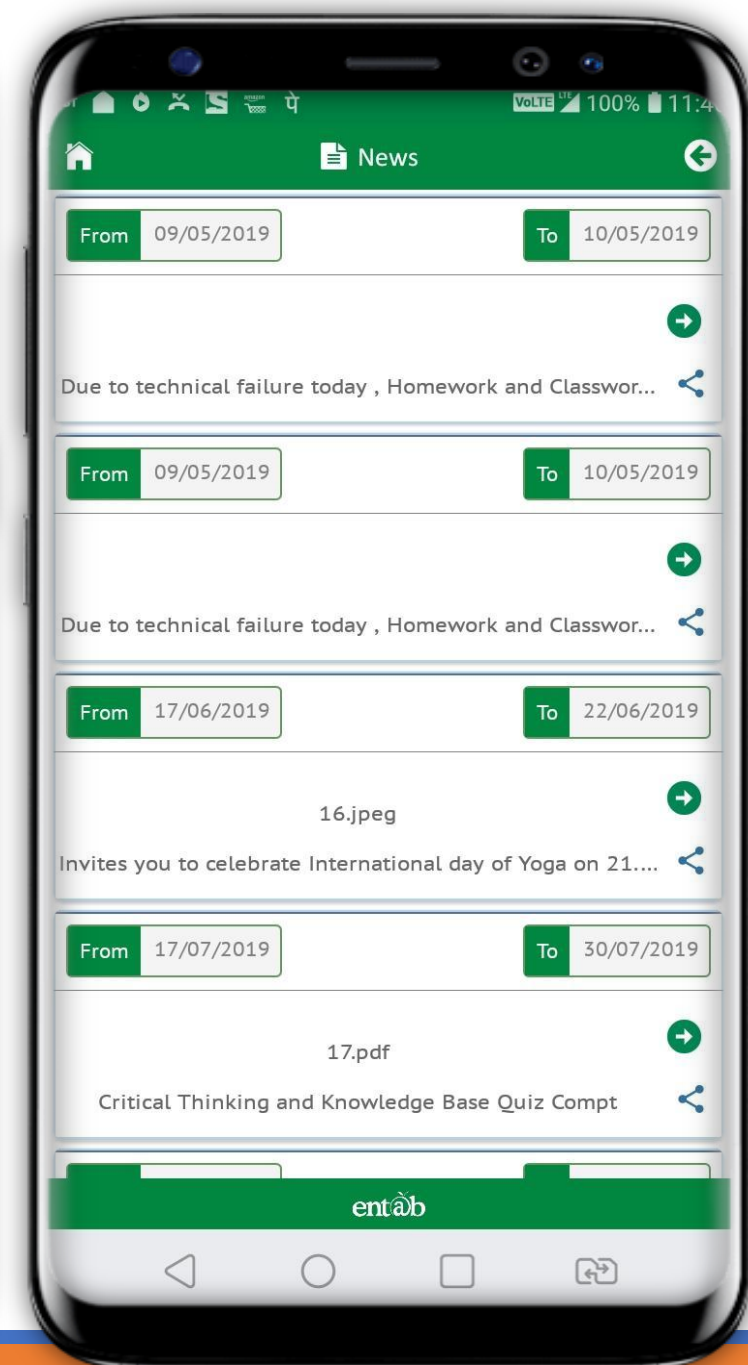 पे VoLTE LTE 100% 11:4
News
From 09/05/2019 To 10/05/2019
Due to technical failure today , Homework and Classwor...
From 09/05/2019 To 10/05/2019
Due to technical failure today , Homework and Classwor...
From 17/06/2019 To 22/06/2019
16.jpeg
Invites you to celebrate International day of Yoga on 21....
From 17/07/2019 To 30/07/2019
17.pdf
Critical Thinking and Knowledge Base Quiz Compt
entab